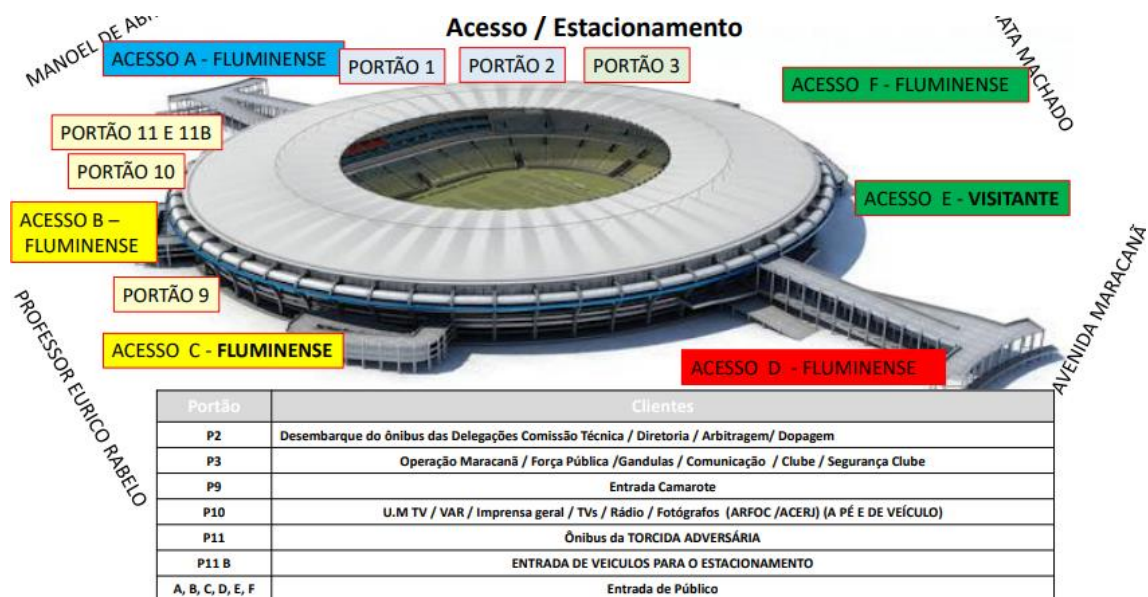 Acesso / Estacionamento
MANOEL DE
ACESSO A - FLUMINENSE
PORTÃO 1
PORTÃO 2
PORTÃO 3
MACHADO
ACESSO F - FLUMINENSE
PORTÃO 11 E 11B
PORTÃO 10
ACESSO B –
FLUMINENSE
ACESSO E - VISITANTE
PORTÃO 9
PROFESSOR EURICO RABELO
ACESSO C - FLUMINENSE
ACESSO D - FLUMINENSE
AVENIDA MARACANÃ
Portão Clientes
P2 Desembarque do ônibus das Delegações Comissão Técnica / Diretoria / Arbitragem/ Dopagem
P3 Operação Maracanã / Força Pública /Gandulas / Comunicação / Clube / Segurança Clube
P9 Entrada Camarote
P10 U.M TV / VAR / Imprensa geral / TVs / Rádio / Fotógrafos (ARFOC /ACERJ) (A PÉ E DE VEÍCULO)
P11 Ônibus da TORCIDA ADVERSÁRIA
P11 B ENTRADA DE VEICULOS PARA O ESTACIONAMENTO
A, B, C, D, E, F Entrada de Público